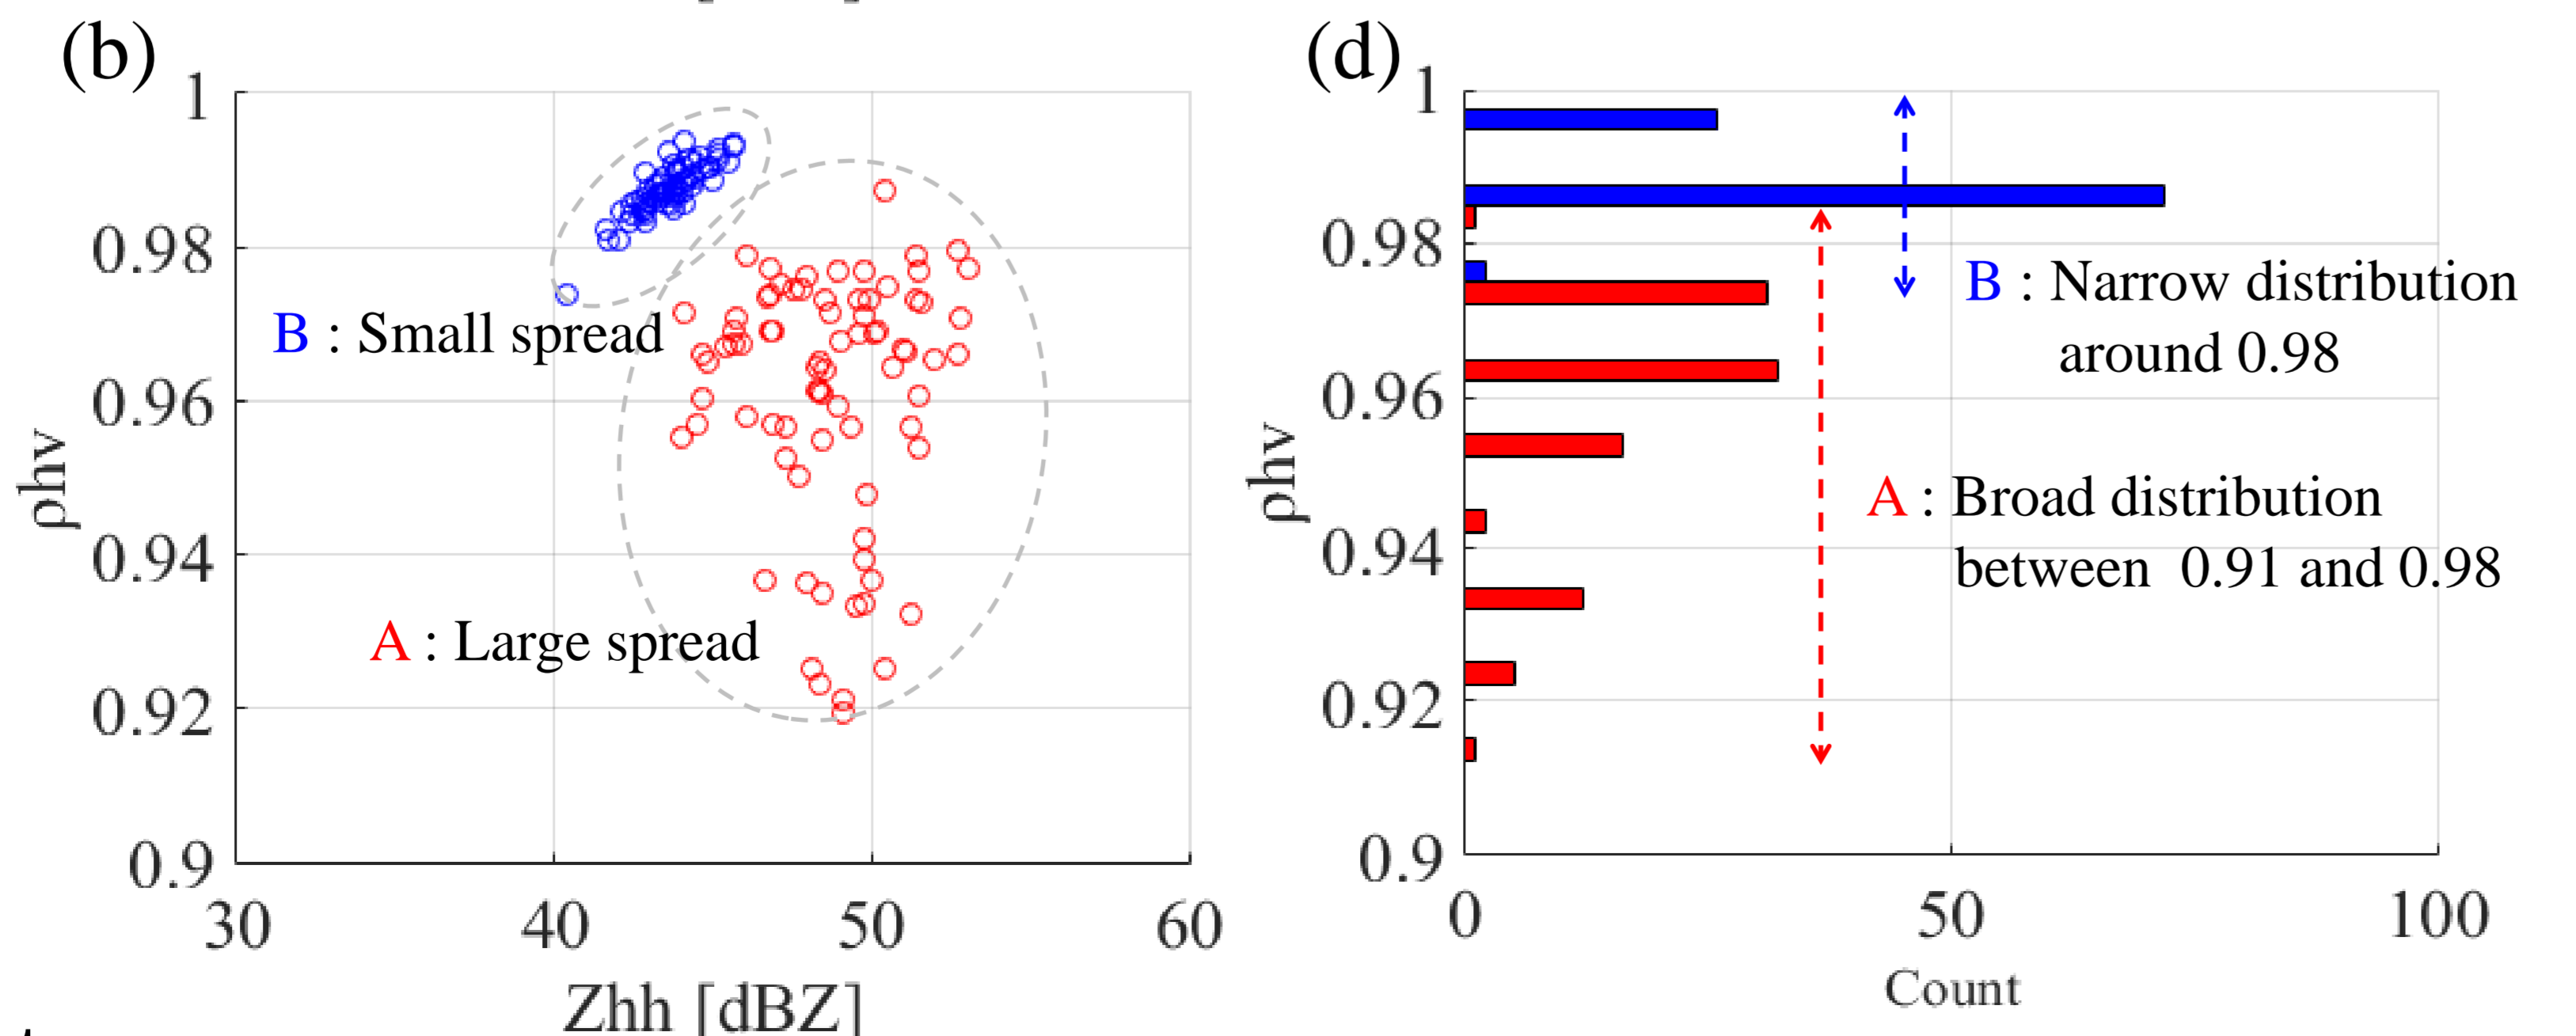 (b)
1
0.98
0.96
0.94
0.92
0.9
ρhv
B : Small spread
A : Large spread
30 40 50 60
Zhh [dBZ]
(d)
1
0.98
0.96
0.94
0.92
0.9
ρhv
B : Narrow distribution
around 0.98
A : Broad distribution
between 0.91 and 0.98
0 50 100
Count